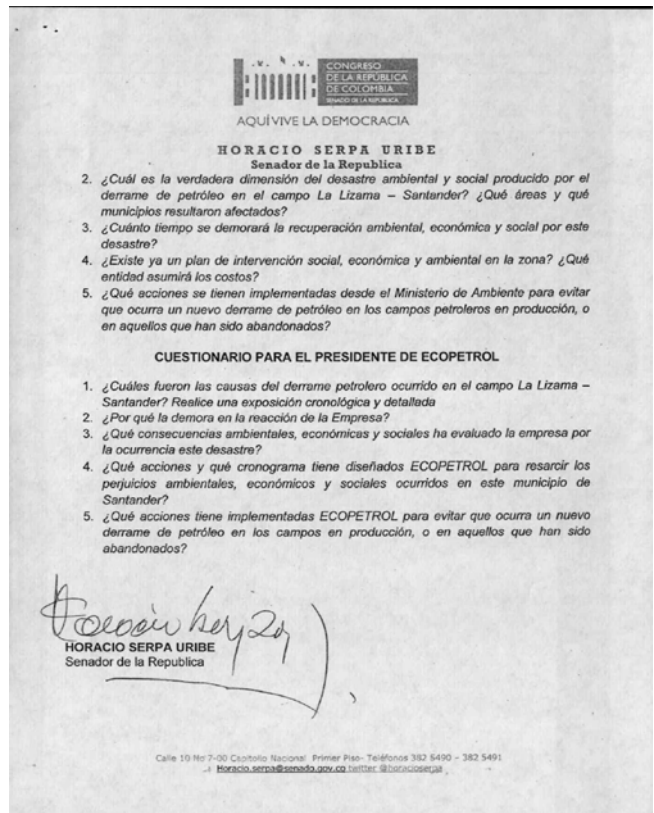 CONGRESO
DE LA REPÚBLICA
DE COLOMBIA
SENADO DE LA REPÚBLICA
AQUÍ VIVE LA DEMOCRACIA
HORACIO SERPA URIBE
Senador de la Republica
2. ¿Cuál es la verdadera dimensión del desastre ambiental y social producido por el
derrame de petróleo en el campo La Lizama – Santander? ¿Qué áreas y qué
municipios resultaron afectados?
3. ¿Cuánto tiempo se demorará la recuperación ambiental, económica y social por este
desastre?
4. ¿Existe ya un plan de intervención social, económica y ambiental en la zona? ¿Qué
entidad asumirá los costos?
5. ¿Qué acciones se tienen implementadas desde el Ministerio de Ambiente para evitar
que ocurra un nuevo derrame de petróleo en los campos petroleros en producción, o
en aquellos que han sido abandonados?
CUESTIONARIO PARA EL PRESIDENTE DE ECOPETROL
1. ¿Cuáles fueron las causas del derrame petrolero ocurrido en el campo La Lizama –
Santander? Realice una exposición cronológica y detallada
2. ¿Por qué la demora en la reacción de la Empresa?
3. ¿Qué consecuencias ambientales, económicas y sociales ha evaluado la empresa por
la ocurrencia este desastre?
4. ¿Qué acciones y qué cronograma tiene diseñados ECOPETROL para resarcir los
perjuicios ambientales, económicos y sociales ocurridos en este municipio de
Santander?
5. ¿Qué acciones tiene implementadas ECOPETROL para evitar que ocurra un nuevo
derrame de petróleo en los campos en producción, o en aquellos que han sido
abandonados?
HORACIO SERPA URIBE
Senador de la Republica
Calle 10 No 7-00 Capitolio Nacional Primer Piso- Teléfonos 382 5490 – 382 5491
Horacio.serpa@senado.gov.co twitter @horacioserpa